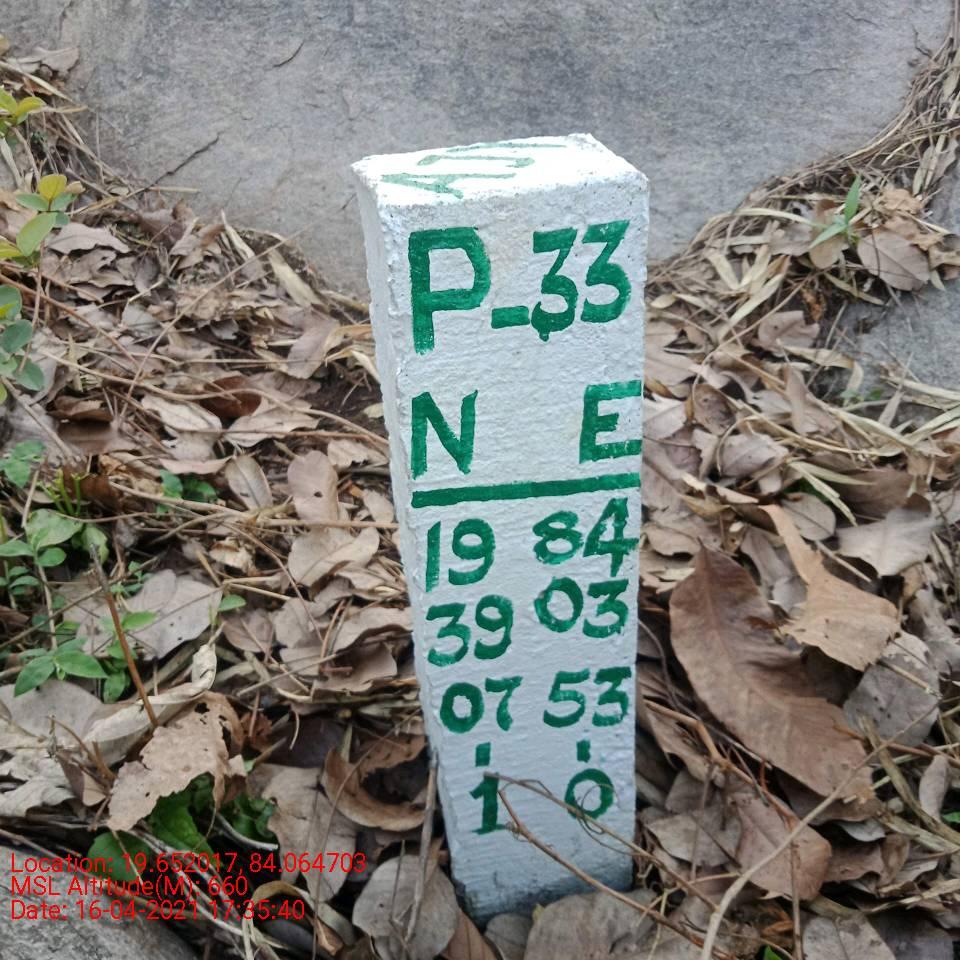 P-33
N E
19 84
39 03
07 53
1 0
Location: 19.652017, 84.064703
MSL Altitude(M): 660
Date: 16-04-2021 17:35:40